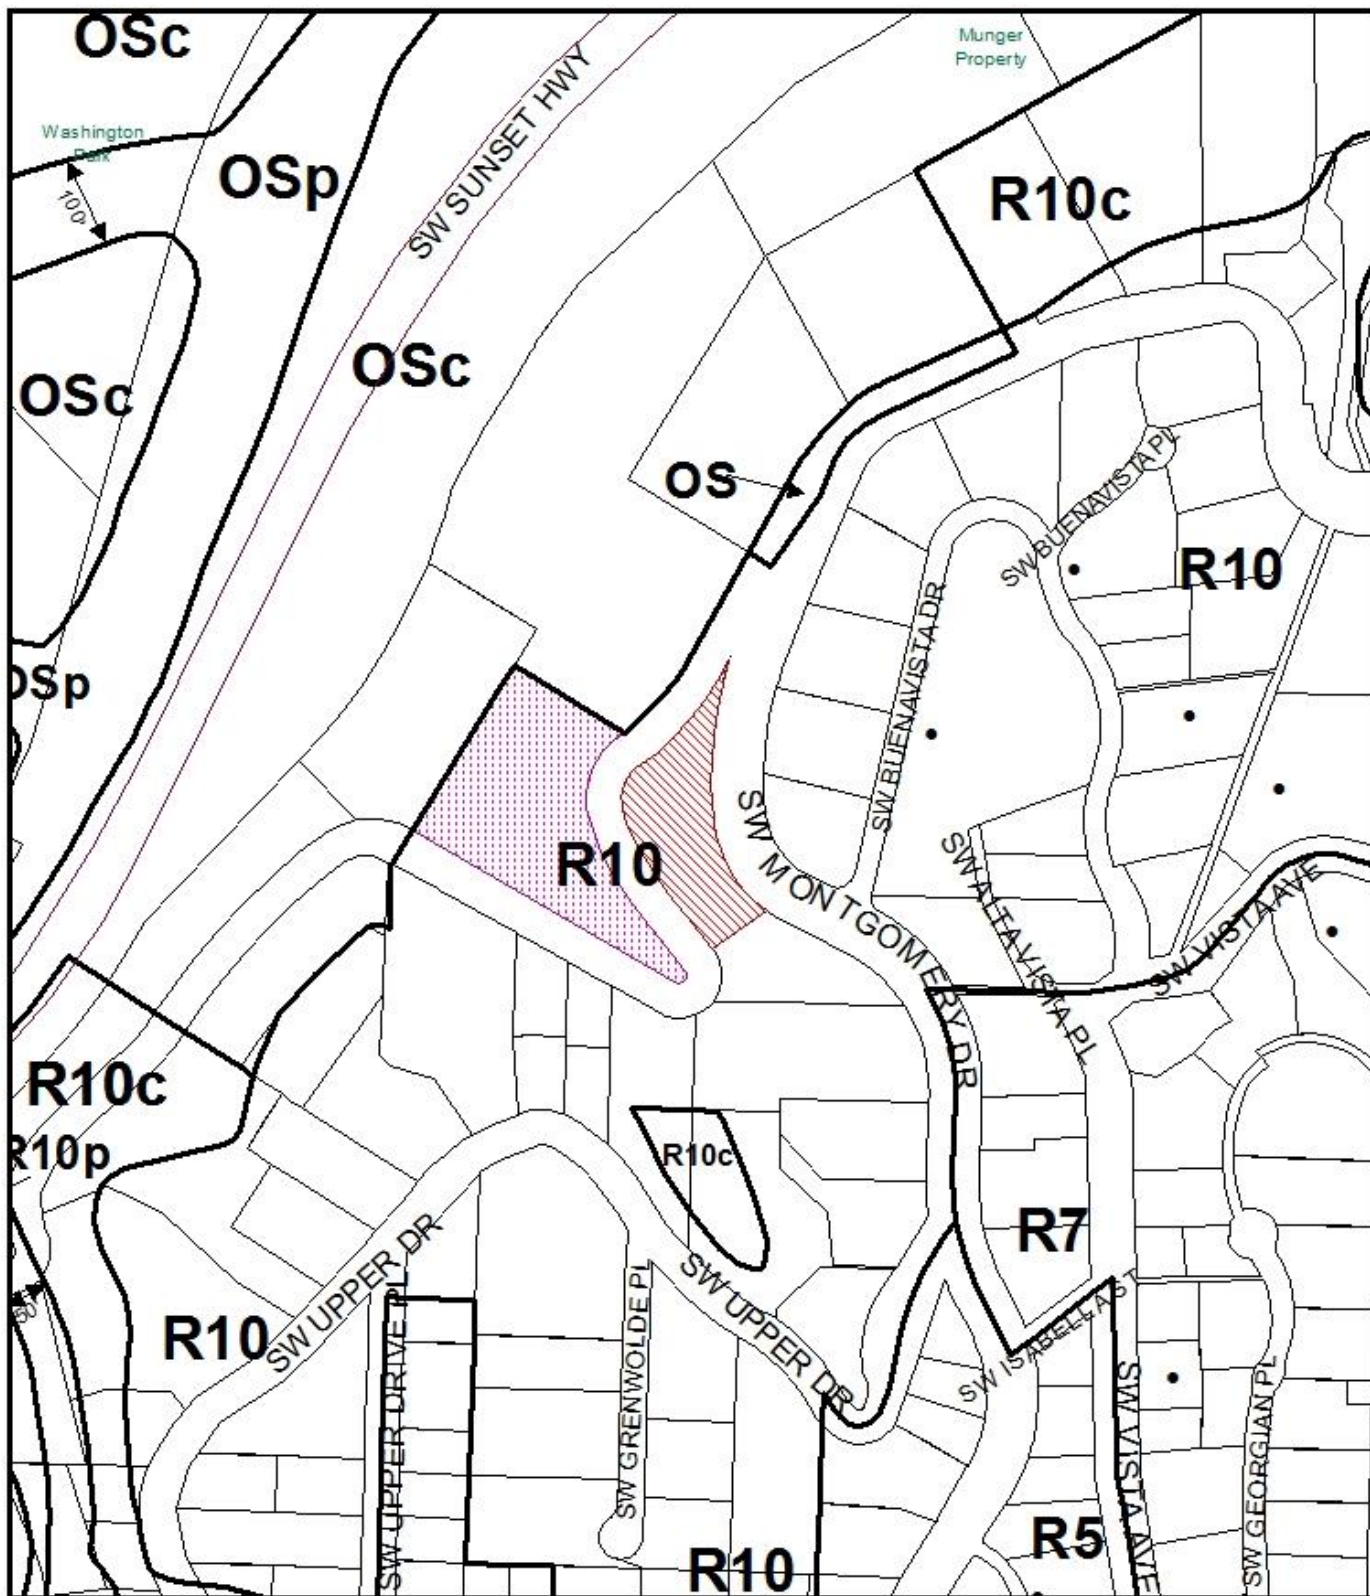 OSc
Munger
Property
SW SUNSET HWY
Washington
Park
OSp
R10c
100'
OSc
OSc
OS
SW BUENAVISTA PL
R10
SW BUENAVISTA DR
OSp
SW MONTGOMERY DR
R10
SW ALTA VISTA PL
SW VISTA AVE
R10c
R10p
R10c
R7
SW UPPER DR
SW UPPER DR
50'
SW ISABELLA ST
R10
SW UPPER DRIVE PL
SW GRENWOLDE PL
SW VISTA AVE
SW GEORGIAN PL
R5
R10